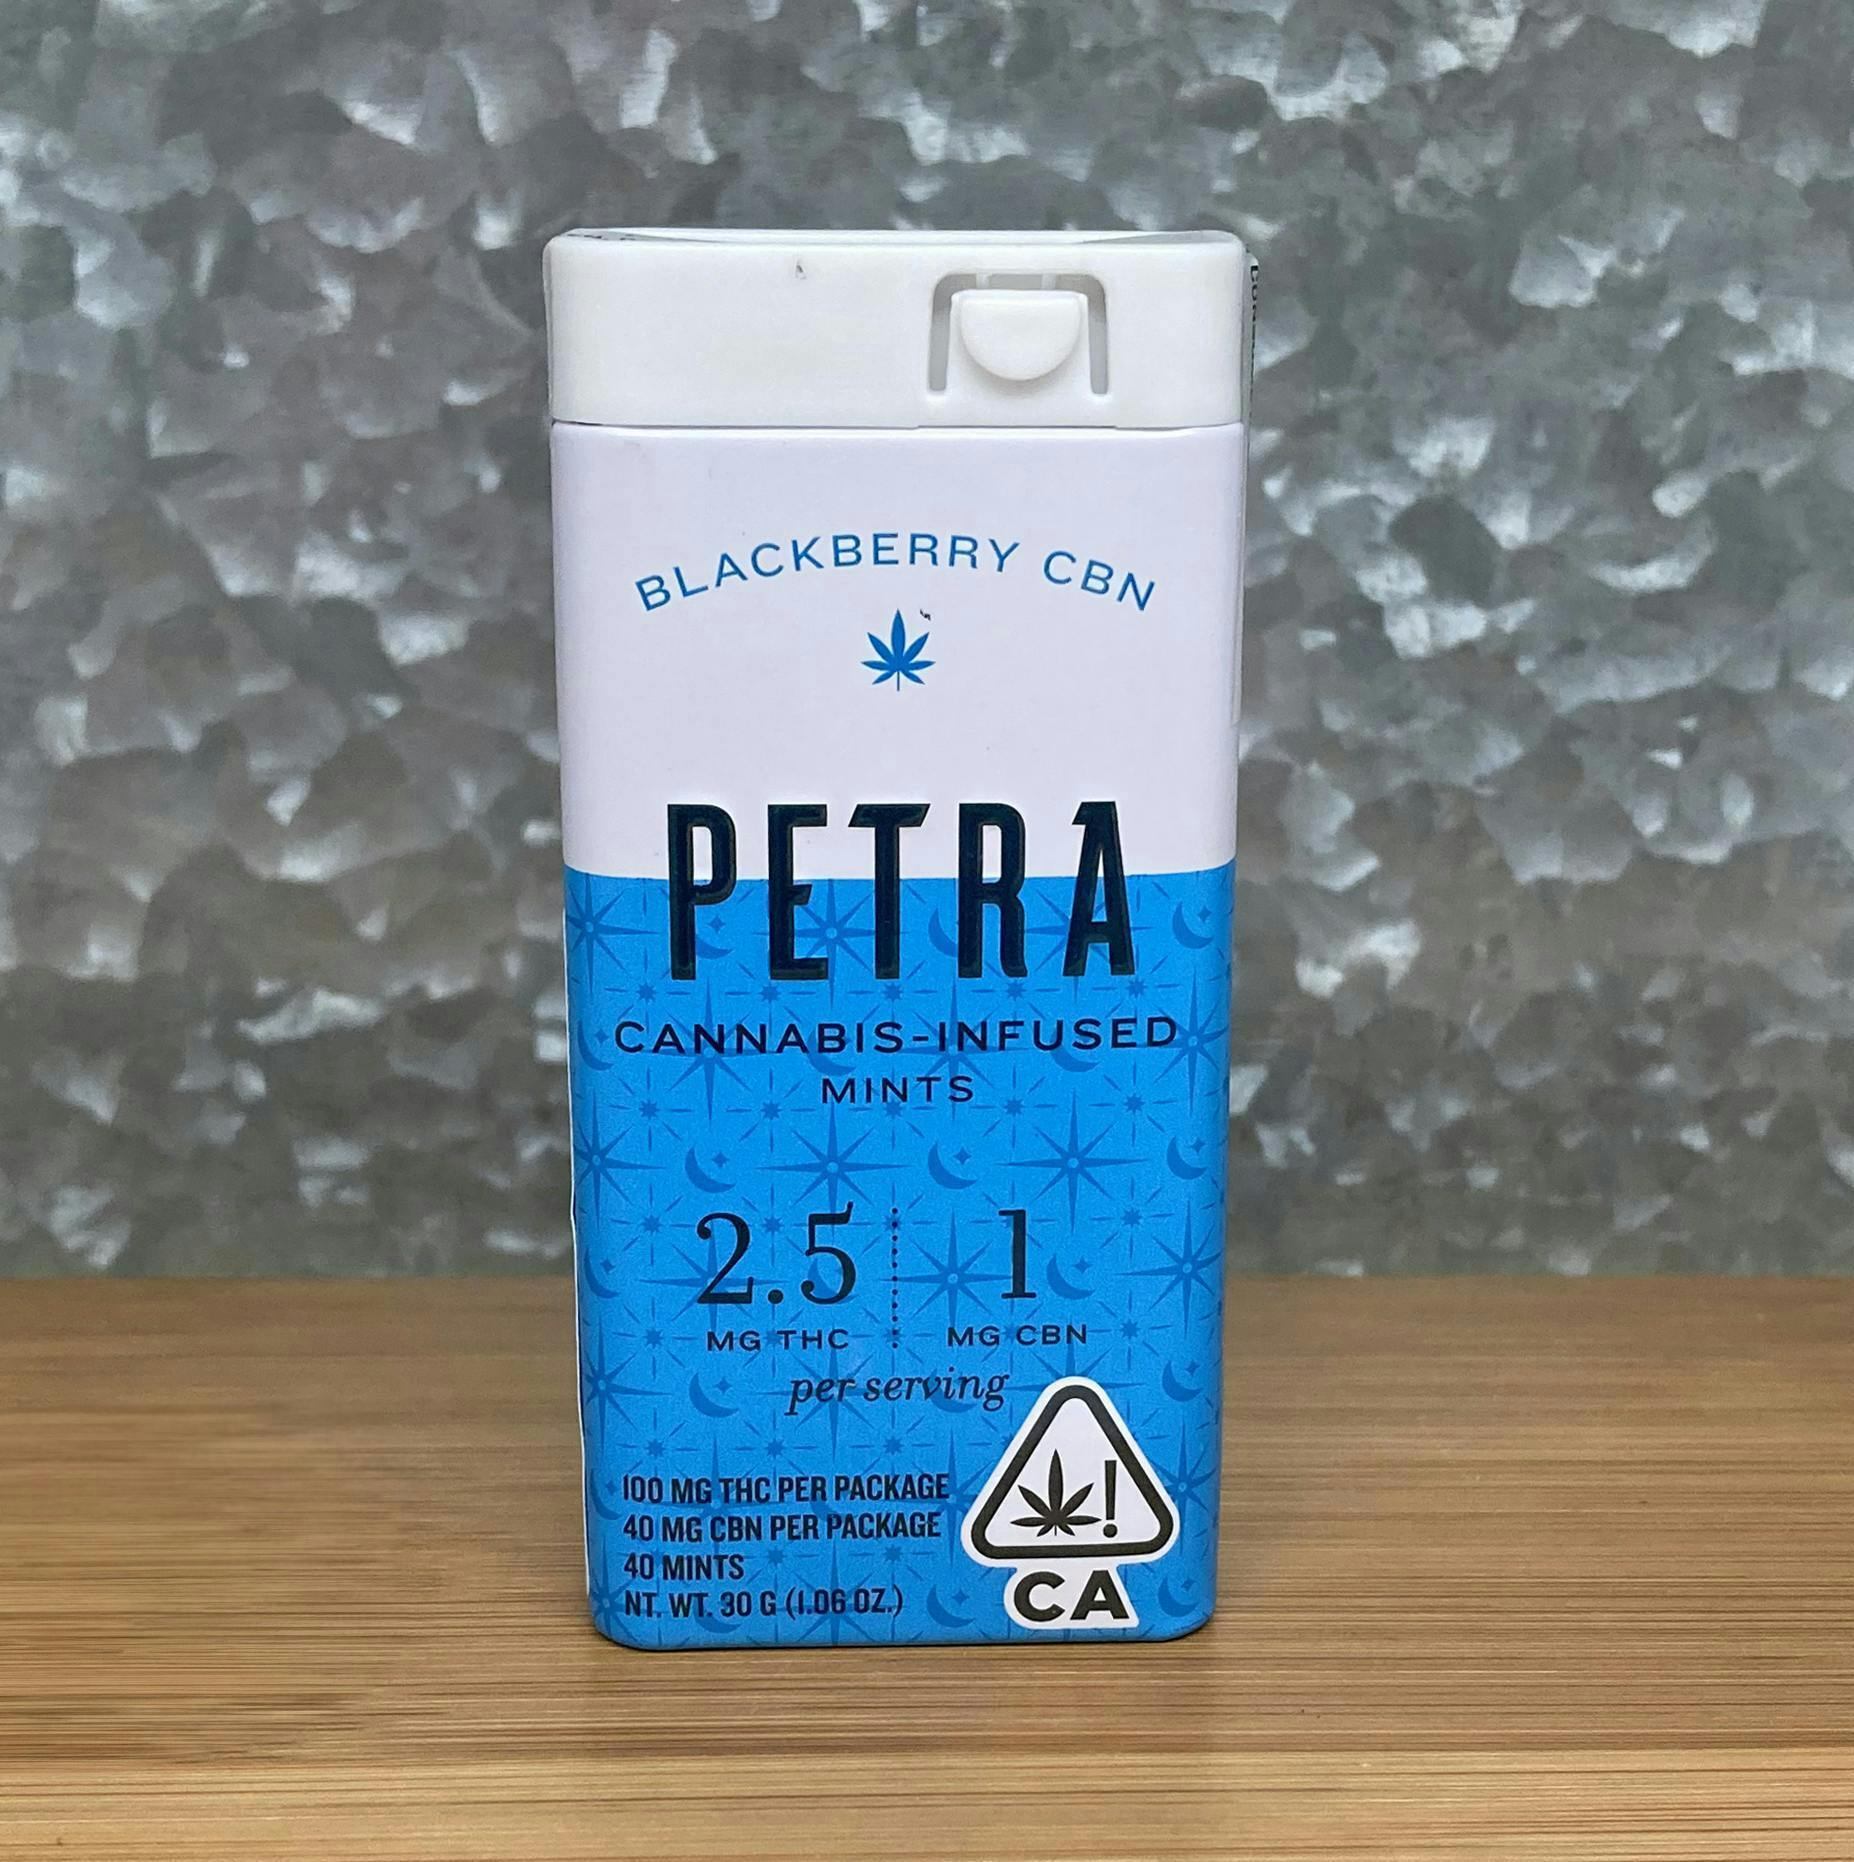 BLACKBERRY CBN
PETRA
CANNABIS-INFUSED
MINTS
2.5 1
MG THC MG CBN
per serving
100 MG THC PER PACKAGE
40 MG CBN PER PACKAGE
40 MINTS
NT. WT. 30 G (1.06 OZ.)
!
CA